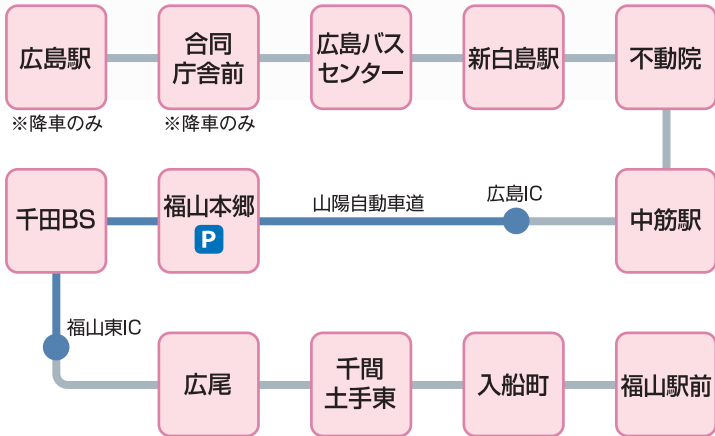 広島駅
合同
庁舎前
広島バス
センター
新白島駅
不動院
※降車のみ
※降車のみ
千田BS
福山本郷
P
山陽自動車道
広島IC
中筋駅
福山東IC
広尾
千間
土手東
入船町
福山駅前